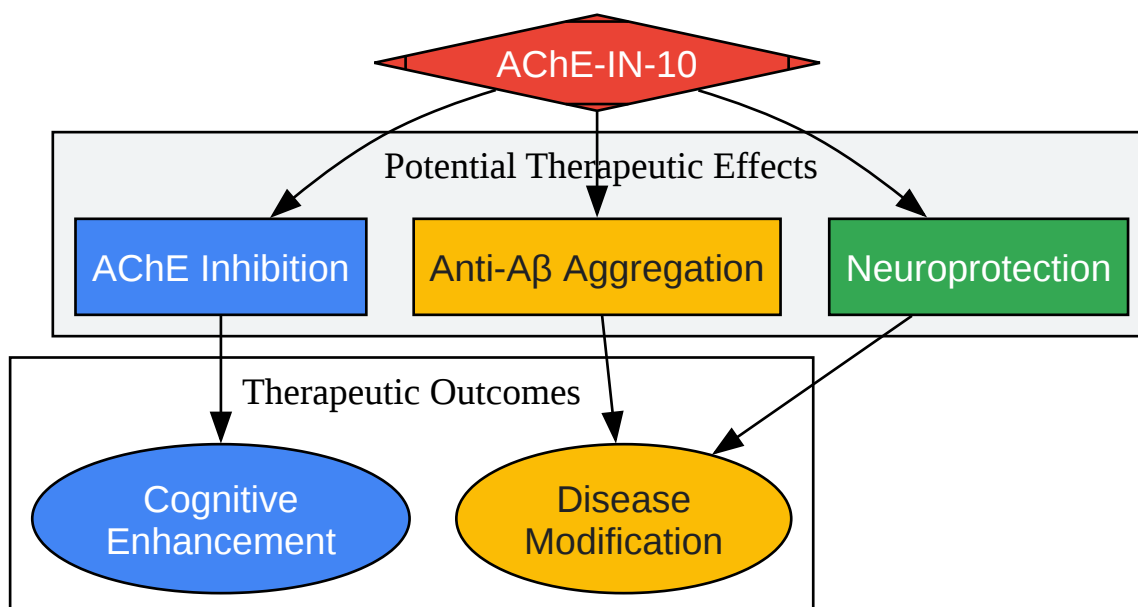 AChE-IN-10
Potential Therapeutic Effects
AChE Inhibition
Anti-Aβ Aggregation
Neuroprotection
Therapeutic Outcomes
Cognitive
Enhancement
Disease
Modification